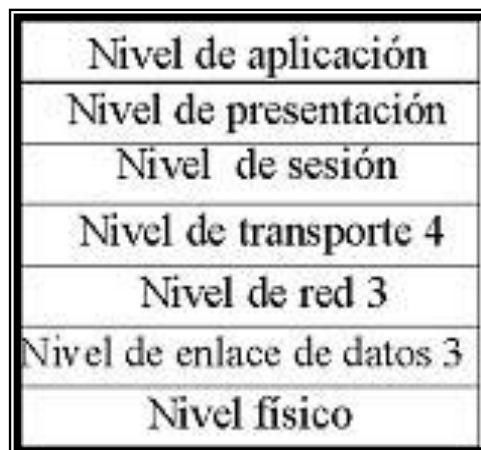 Nivel de aplicación
Nivel de presentación
Nivel de sesión
Nivel de transporte 4
Nivel de red 3
Nivel de enlace de datos 3
Nivel físico